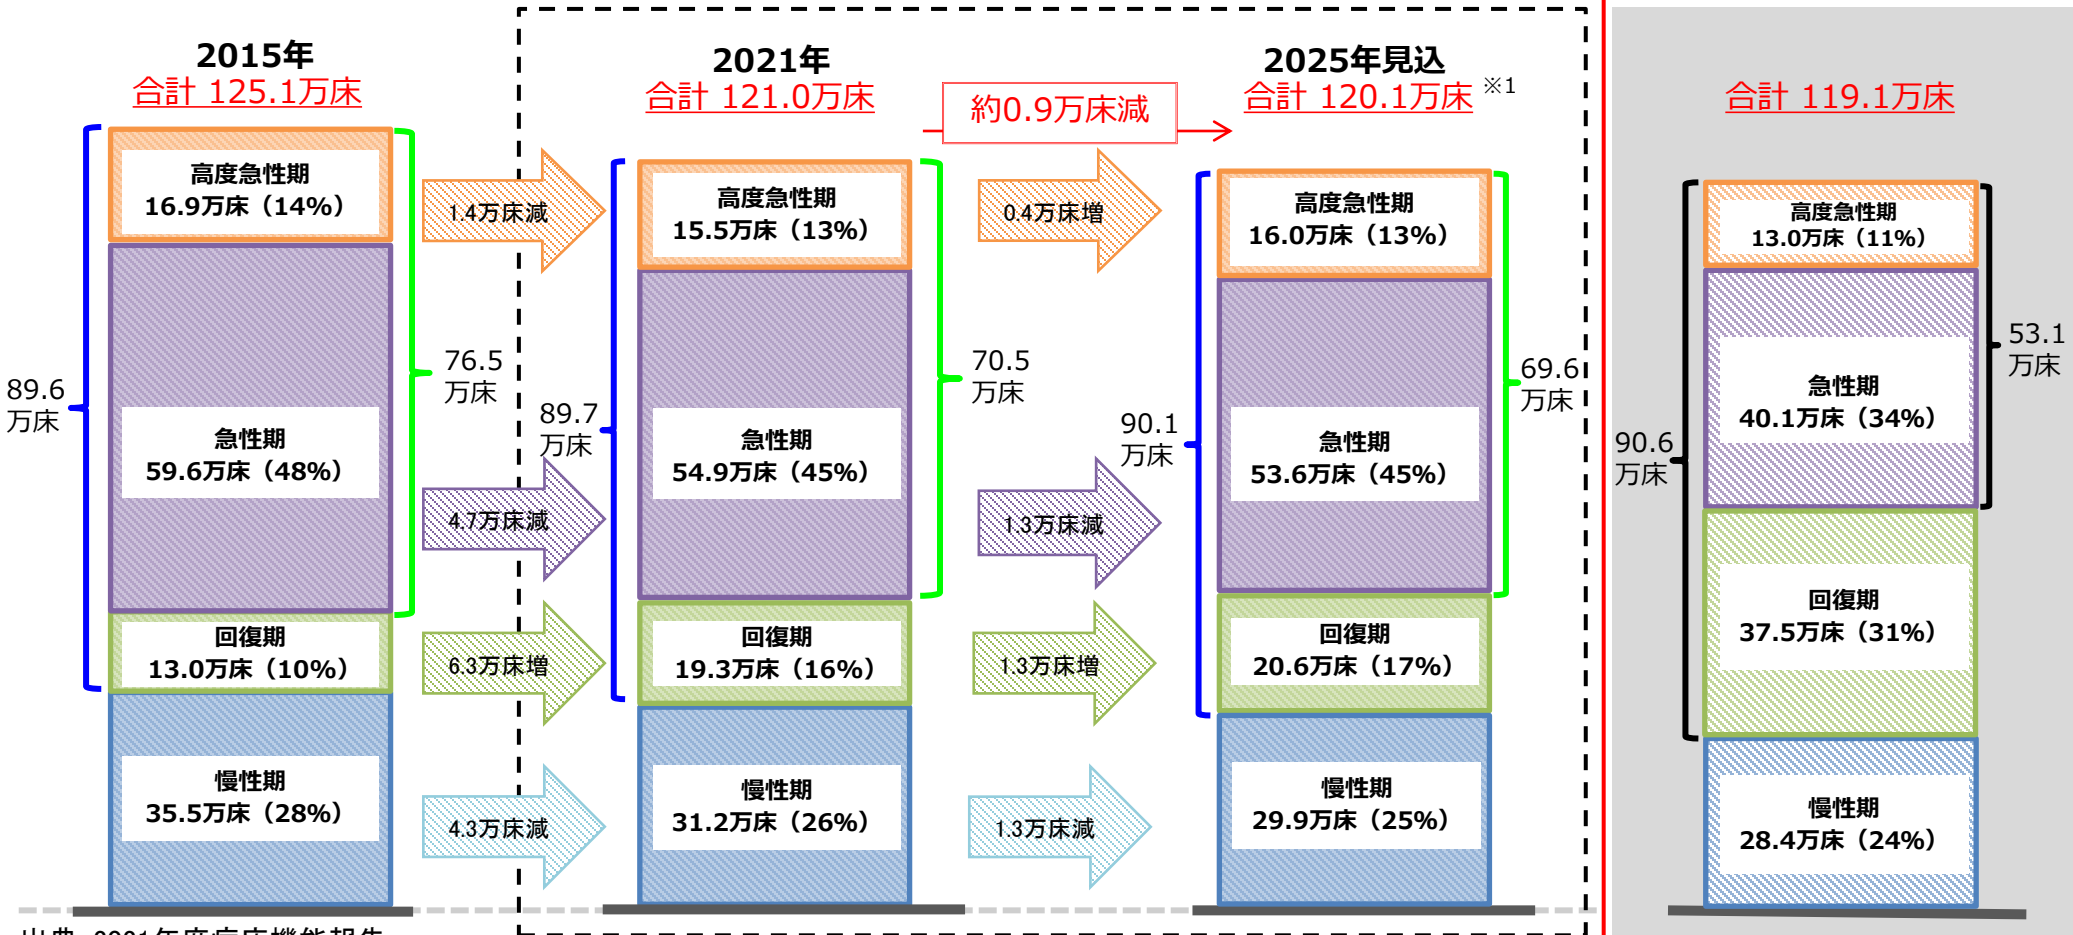 2015年
合計 125.1万床
高度急性期
16.9万床（14%）
急性期
59.6万床（48%）
回復期
13.0万床（10%）
慢性期
35.5万床（28%）
89.6
万床
76.5
万床
1.4万床減
4.7万床減
6.3万床増
4.3万床減
2021年
合計 121.0万床
高度急性期
15.5万床（13%）
急性期
54.9万床（45%）
回復期
19.3万床（16%）
慢性期
31.2万床（26%）
89.7
万床
70.5
万床
約0.9万床減
0.4万床増
1.3万床減
1.3万床増
1.3万床減
2025年見込
合計 120.1万床 ※1
高度急性期
16.0万床（13%）
急性期
53.6万床（45%）
回復期
20.6万床（17%）
慢性期
29.9万床（25%）
90.1
万床
69.6
万床
合計 119.1万床
高度急性期
13.0万床（11%）
急性期
40.1万床（34%）
回復期
37.5万床（31%）
慢性期
28.4万床（24%）
90.6
万床
53.1
万床